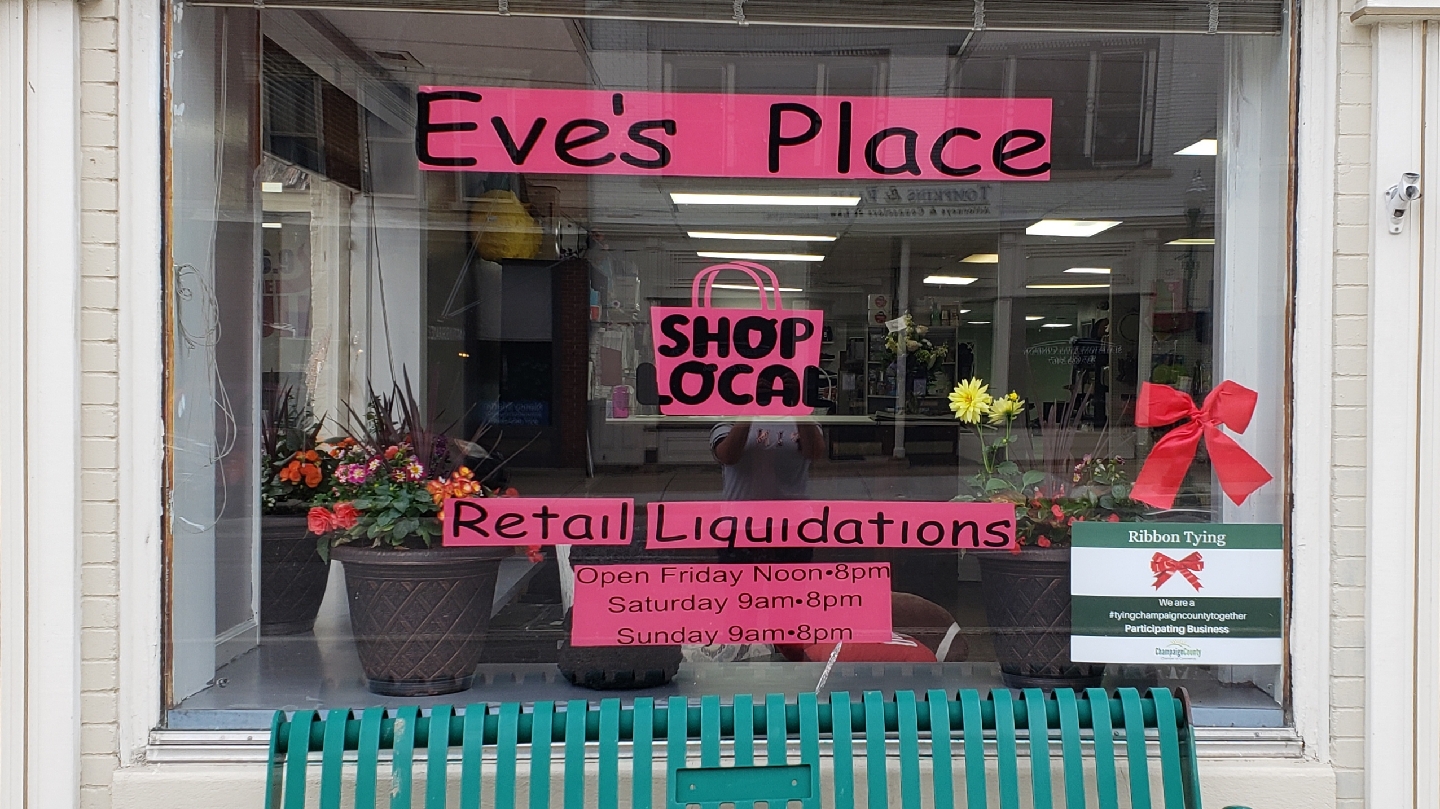 Eve's Place
SHOP
LOCAL
Retail Liquidations
Open Friday Noon•8pm
Saturday 9am•8pm
Sunday 9am•8pm
Ribbon Tying
We are a
#tyingchampaigncountytogether
Participating Business
ChampaignCounty